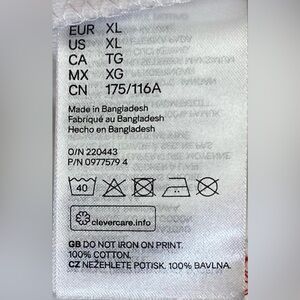 EUR XL
US XL
CA TG
MX XG
CN 175/116A
Made in Bangladesh
Fabriqué au Bangladesh
Hecho en Bangladesh
O/N 220443
P/N 0977579 4
40
clevercare.info
GB DO NOT IRON ON PRINT.
100% COTTON.
CZ NEŽEHLETE POTISK. 100% BAVLNA.